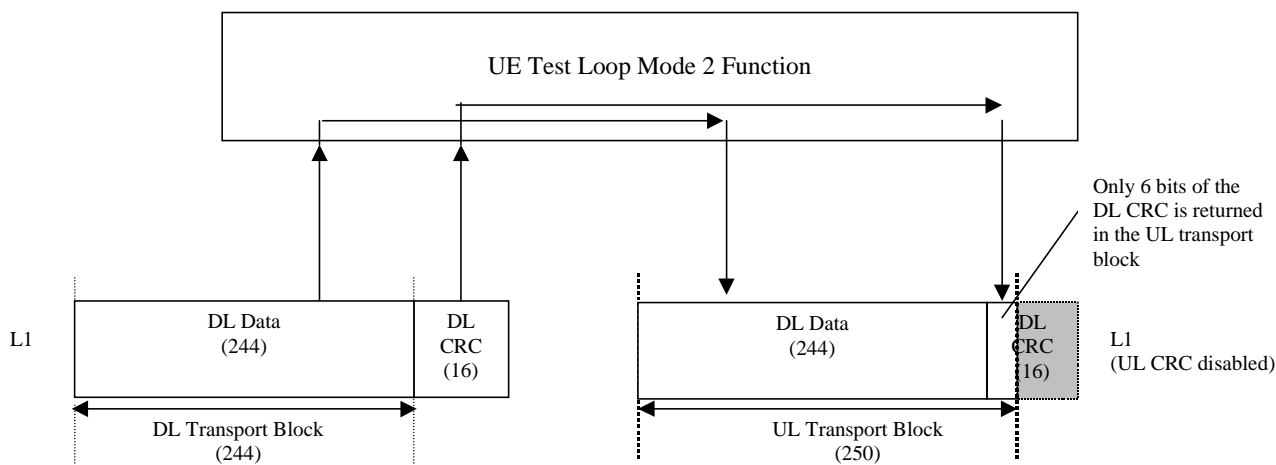 UE Test Loop Mode 2 Function
Only 6 bits of the
DL CRC is returned
in the UL transport
block
L1
DL Data
(244)
DL
CRC
(16)
DL Transport Block
(244)
DL Data
(244)
DL
CRC
(16)
UL Transport Block
(250)
L1
(UL CRC disabled)